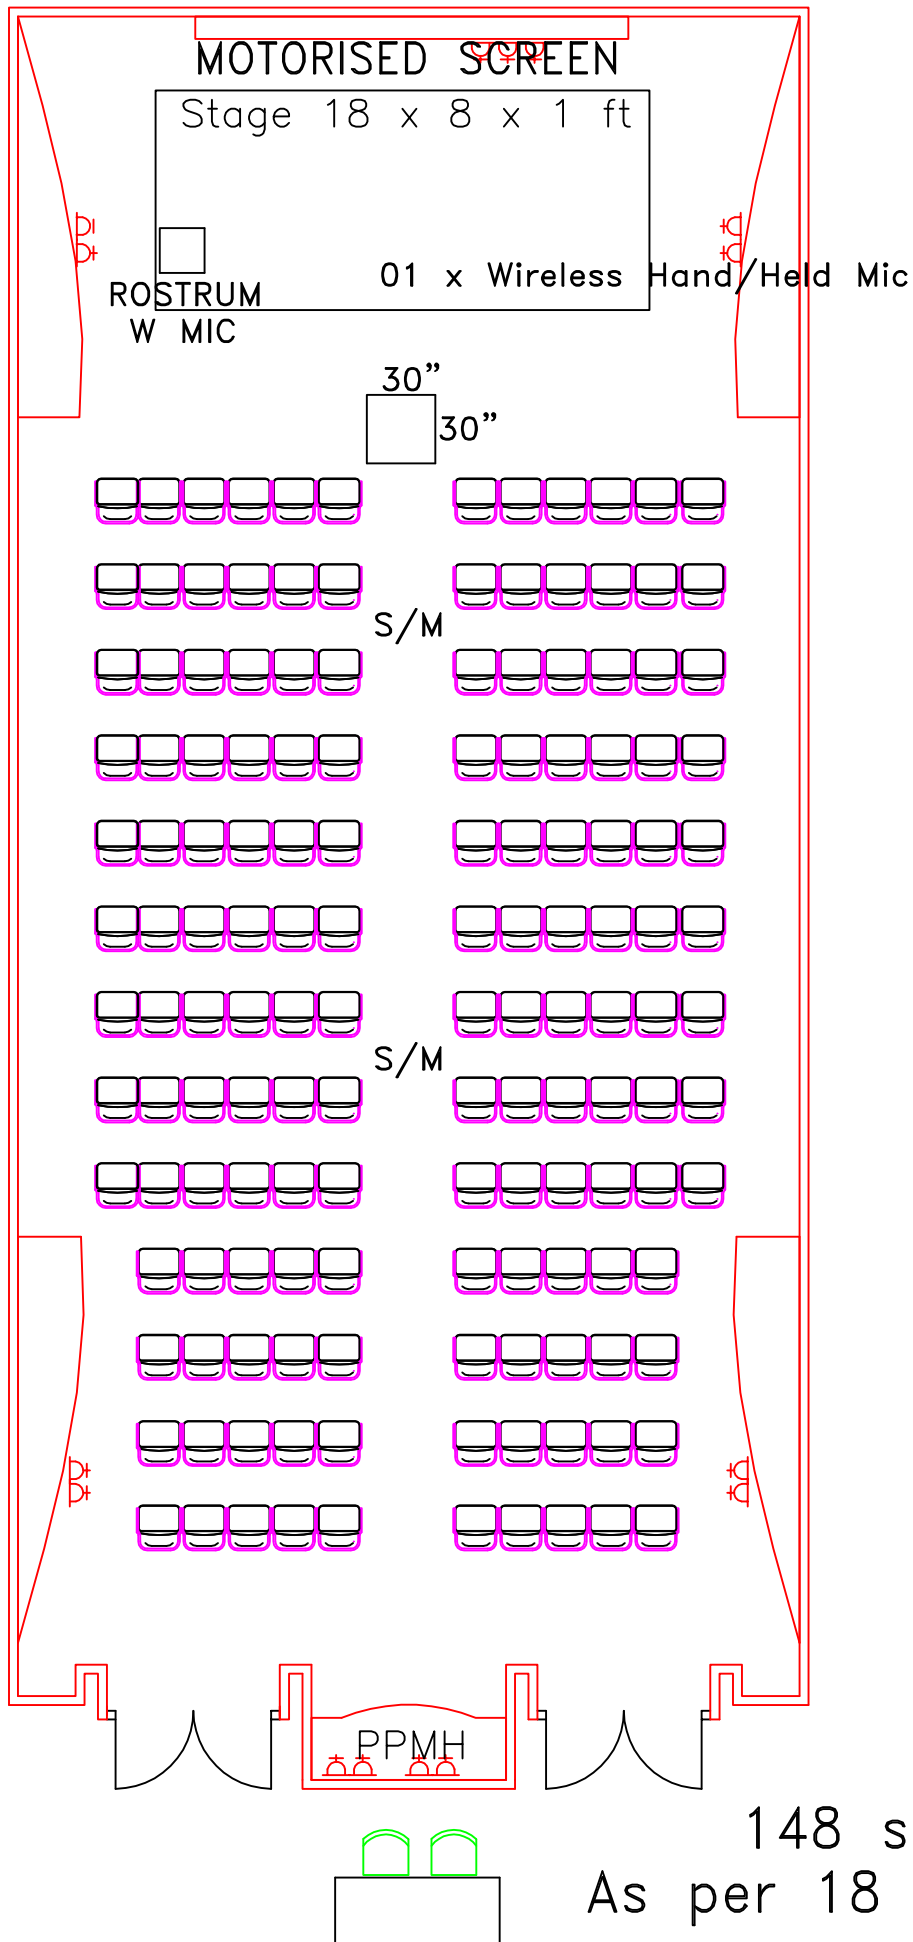 MOTORISED SCREEN
Stage 18 x 8 x 1 ft
01 x Wireless Hand/Held Mic
ROSTRUM
W MIC
30”
30”
S/M
S/M
PPMH
148 s
As per 18